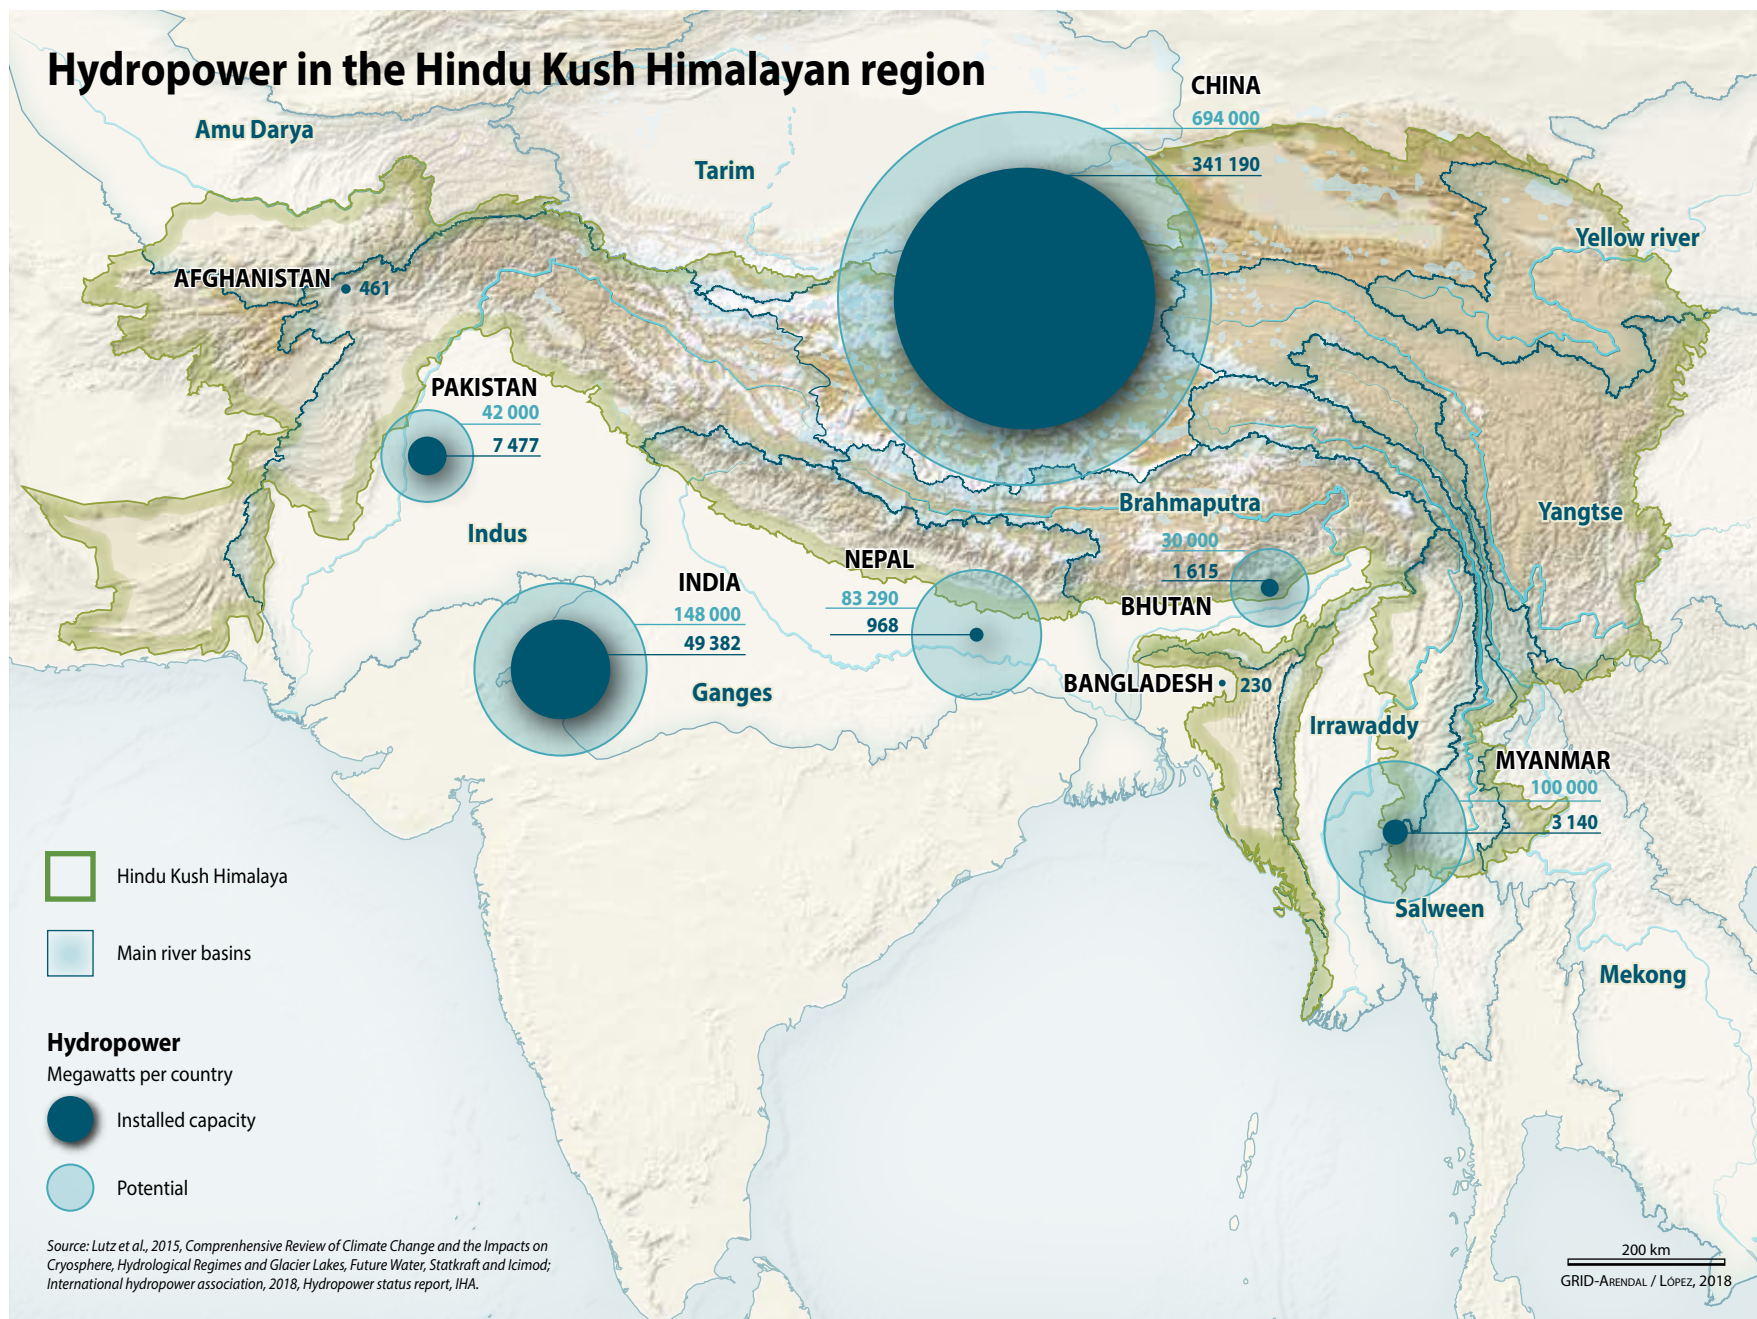 Hydropower in the Hindu Kush Himalayan region
CHINA
694 000
341 190
Amu Darya
Tarim
Yellow river
AFGHANISTAN
461
PAKISTAN
42 000
7 477
Indus
Brahmaputra
Yangtse
NEPAL
83 290
968
30 000
1 615
BHUTAN
INDIA
148 000
49 382
Ganges
BANGLADESH
230
Irrawaddy
MYANMAR
100 000
3 140
Salween
Mekong
Hindu Kush Himalaya
Main river basins
Hydropower
Megawatts per country
Installed capacity
Potential
Source: Lutz et al., 2015, Comprenhensive Review of Climate Change and the Impacts on
Cryosphere, Hydrological Regimes and Glacier Lakes, Future Water, Statkraft and Icimod;
International hydropower association, 2018, Hydropower status report, IHA.
200 km
GRID-Arendal / López, 2018